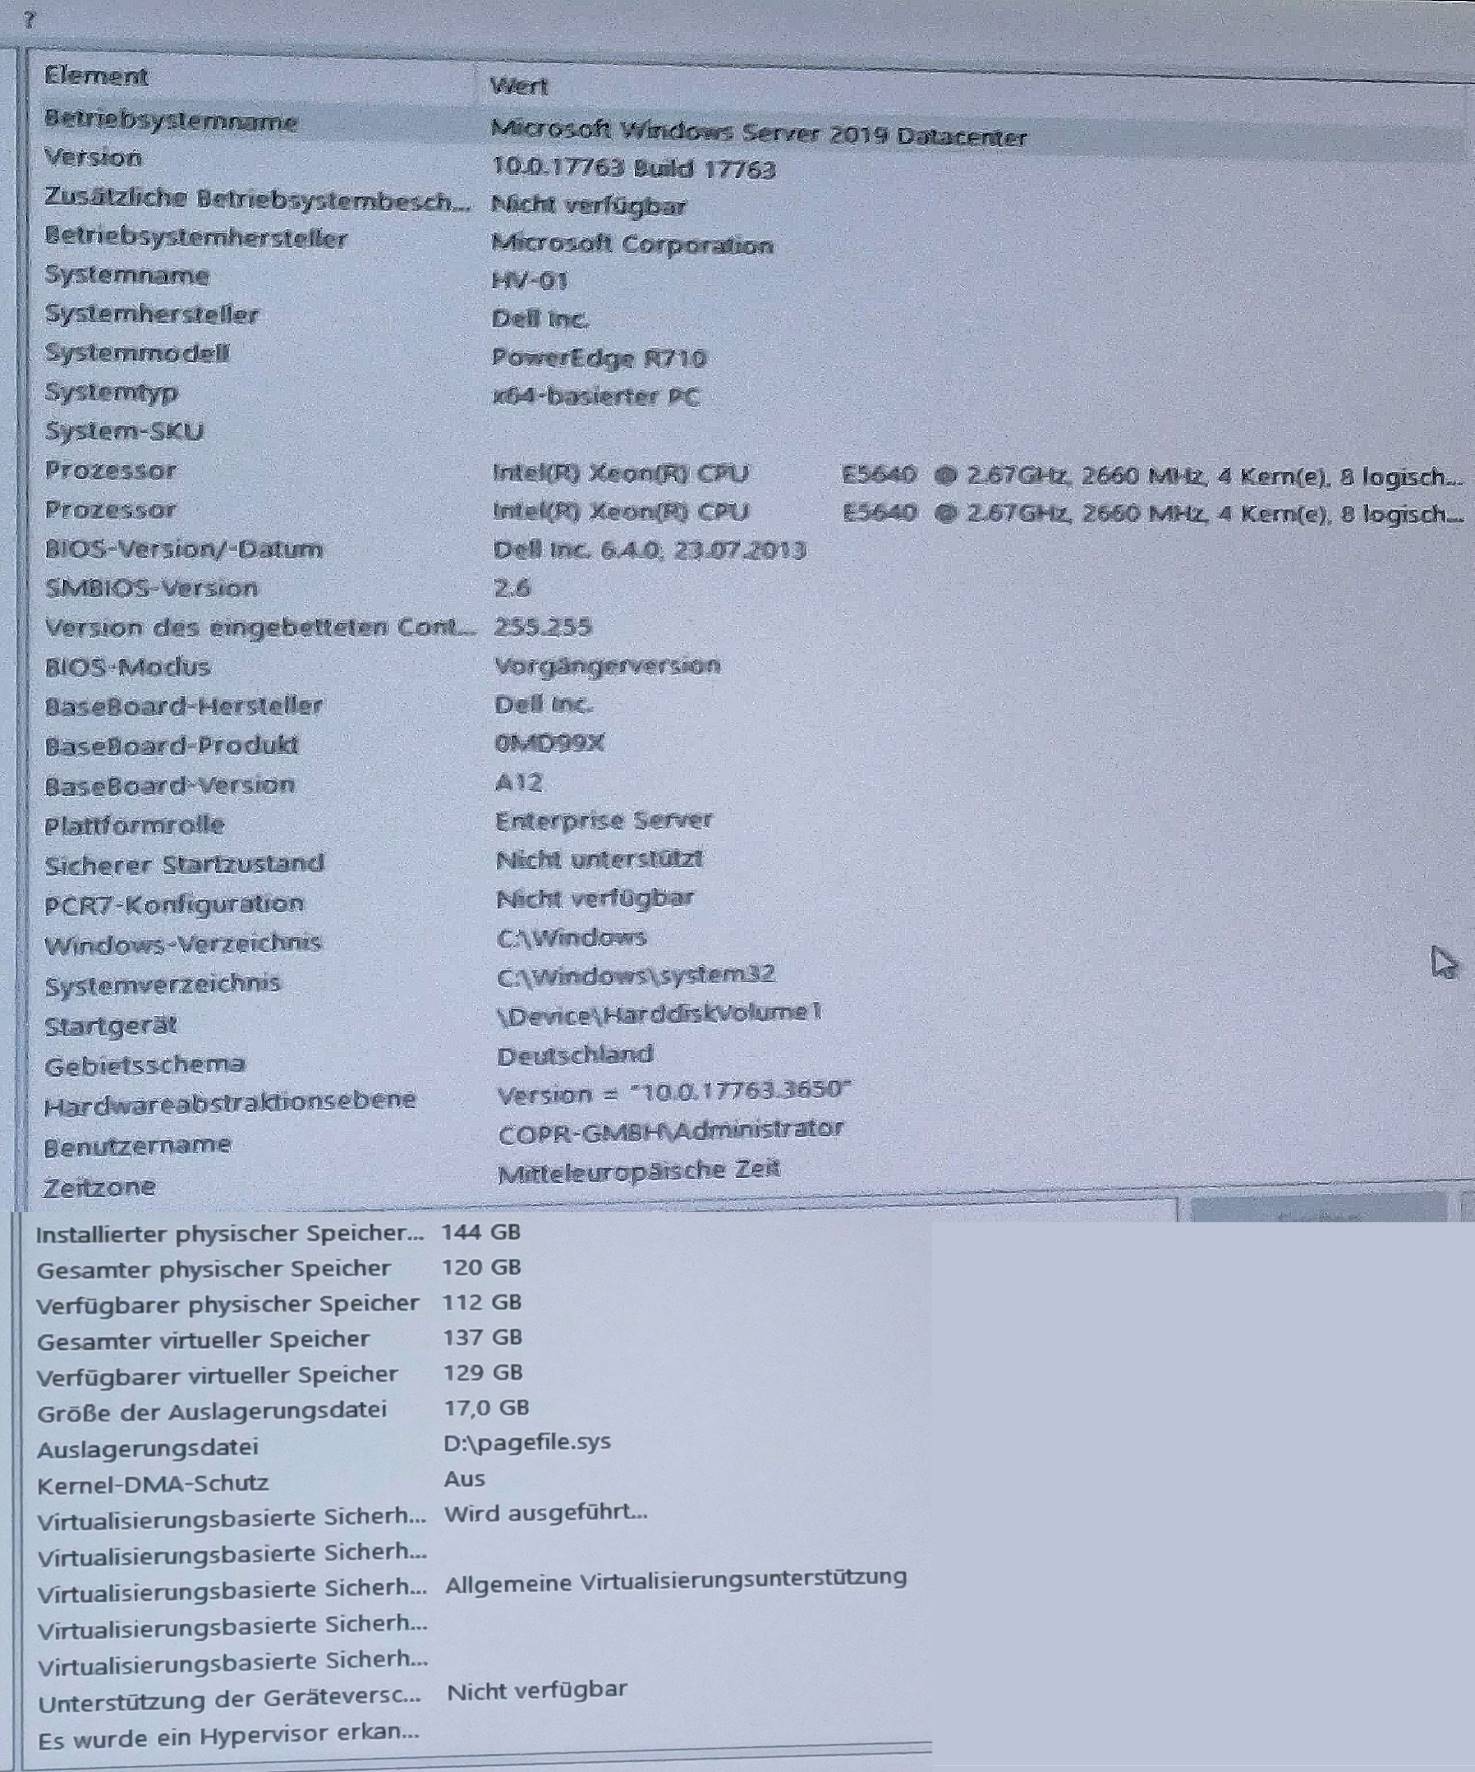 ?
Element Wert
Betriebsystemname Microsoft Windows Server 2019 Datacenter
Version 10.0.17763 Build 17763
Zusätzliche Betriebsystembesch... Nicht verfügbar
Betriebsystemhersteller Microsoft Corporation
Systemname HV-01
Systemhersteller Dell Inc.
Systemmodell PowerEdge R710
Systemtyp x64-basierter PC
System-SKU
Prozessor Intel(R) Xeon(R) CPU E5640 @ 2.67GHz, 2660 MHz, 4 Kern(e), 8 logisch...
Prozessor Intel(R) Xeon(R) CPU E5640 @ 2.67GHz, 2660 MHz, 4 Kern(e), 8 logisch...
BIOS-Version/-Datum Dell Inc. 6.4.0, 23.07.2013
SMBIOS-Version 2.6
Version des eingebetteten Cont... 255.255
BIOS-Modus Vorgängerversion
BaseBoard-Hersteller Dell Inc.
BaseBoard-Produkt 0MD99X
BaseBoard-Version A12
Plattformrolle Enterprise Server
Sicherer Startzustand Nicht unterstützt
PCR7-Konfiguration Nicht verfügbar
Windows-Verzeichnis C:\Windows
Systemverzeichnis C:\Windows\system32
Startgerät \Device\HarddiskVolume1
Gebietsschema Deutschland
Hardwareabstraktionsebene Version = "10.0.17763.3650"
Benutzername COPR-GMBH\Administrator
Zeitzone Mitteleuropäische Zeit
Installierter physischer Speicher... 144 GB
Gesamter physischer Speicher 120 GB
Verfügbarer physischer Speicher 112 GB
Gesamter virtueller Speicher 137 GB
Verfügbarer virtueller Speicher 129 GB
Größe der Auslagerungsdatei 17,0 GB
Auslagerungsdatei D:\pagefile.sys
Kernel-DMA-Schutz Aus
Virtualisierungsbasierte Sicherh... Wird ausgeführt...
Virtualisierungsbasierte Sicherh...
Virtualisierungsbasierte Sicherh... Allgemeine Virtualisierungsunterstützung
Virtualisierungsbasierte Sicherh...
Virtualisierungsbasierte Sicherh...
Unterstützung der Geräteversc... Nicht verfügbar
Es wurde ein Hypervisor erkan...